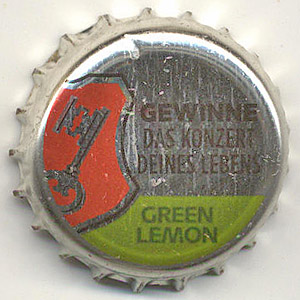 GEWINNE
DAS KONZERT
DEINES LEBENS
GREEN
LEMON